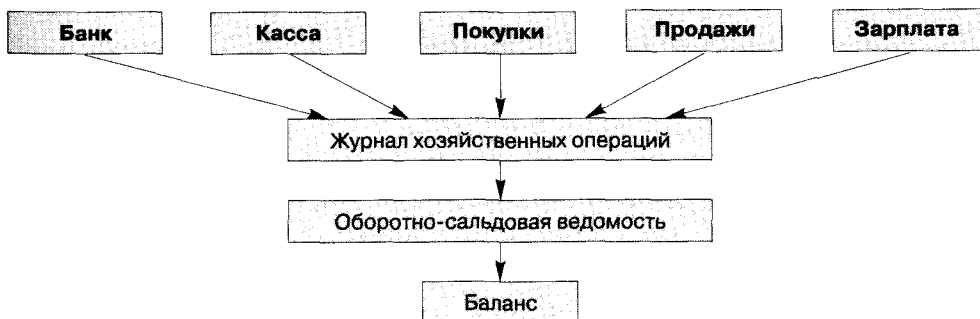 Банк Касса Покупки Продажи Зарплата
Журнал хозяйственных операций
Оборотно-сальдовая ведомость
Баланс